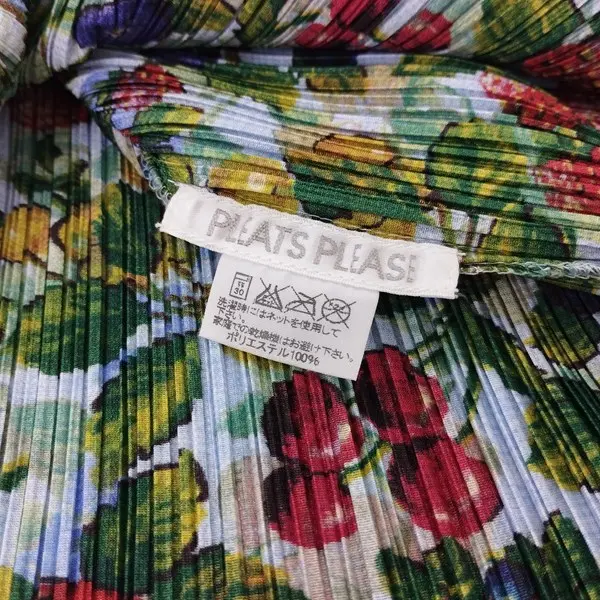 PLEATS PLEASE
洗濯時にはネットを使用して
下さい。
家庭での乾燥機はお避け下さい。
ポリエステル100%